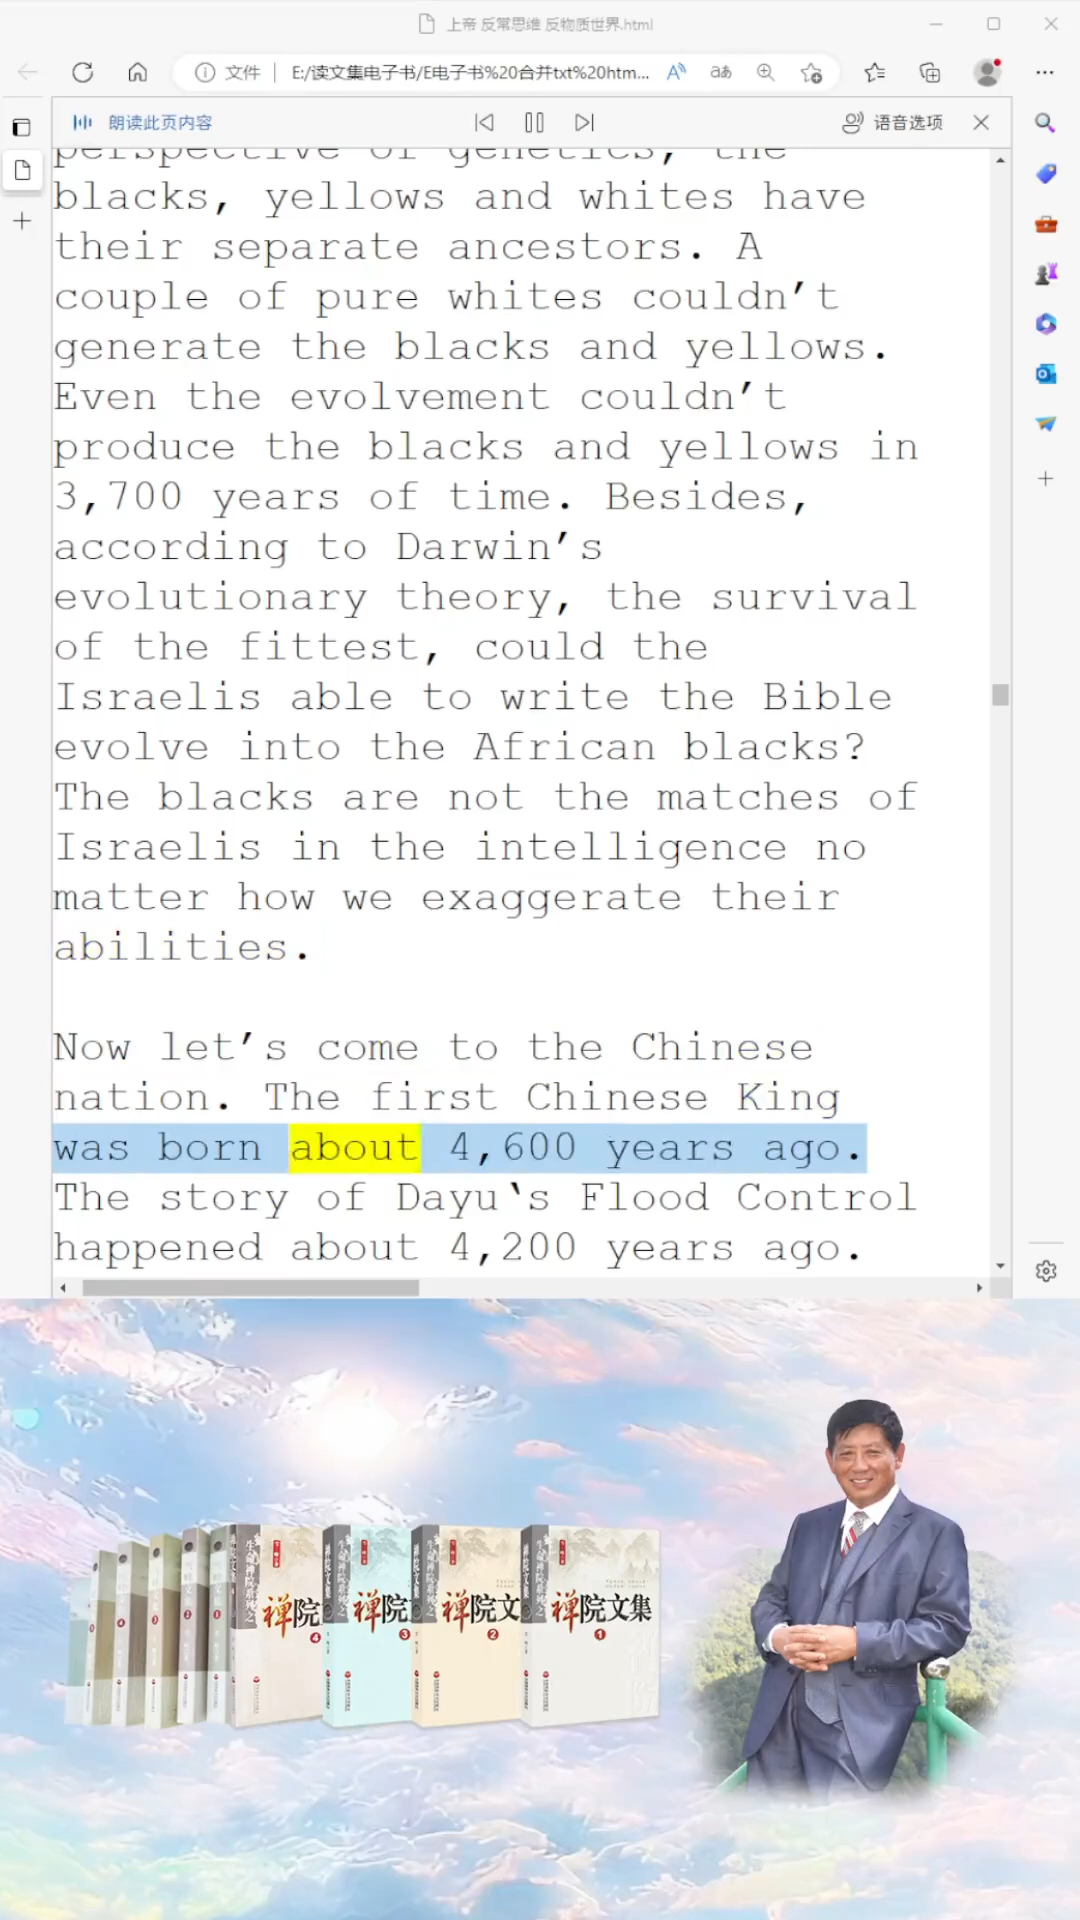 上帝 反常思维 反物质世界.html
文件
E:/读文集电子书/E电子书%20合并txt%20htm...
朗读此页内容
语音选项
perspective of genetics, the
blacks, yellows and whites have
their separate ancestors. A
couple of pure whites couldn’t
generate the blacks and yellows.
Even the evolvement couldn’t
produce the blacks and yellows in
3,700 years of time. Besides,
according to Darwin’s
evolutionary theory, the survival
of the fittest, could the
Israelis able to write the Bible
evolve into the African blacks?
The blacks are not the matches of
Israelis in the intelligence no
matter how we exaggerate their
abilities.
Now let’s come to the Chinese
nation. The first Chinese King
was born about 4,600 years ago.
The story of Dayu‘s Flood Control
happened about 4,200 years ago.
禅院
4
禅院
3
禅院文
2
禅院文集
1